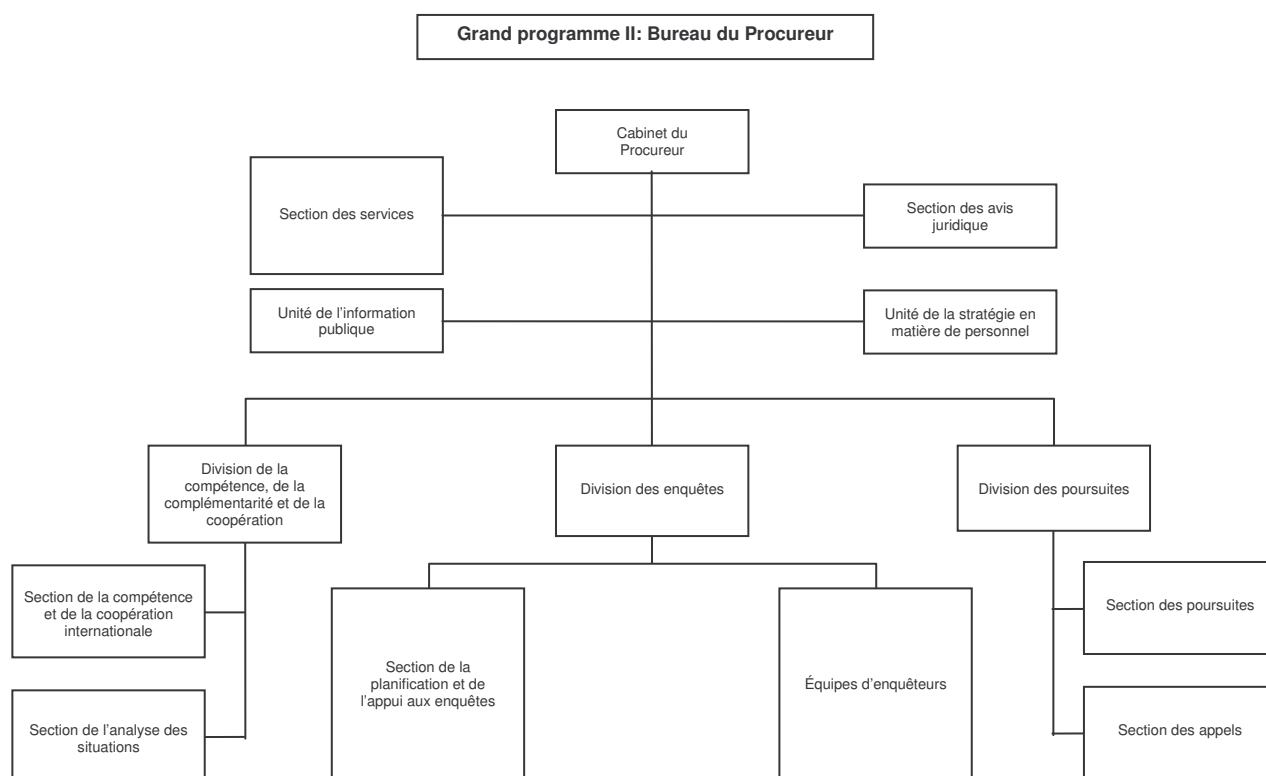 Grand programme II: Bureau du Procureur
Cabinet du
Procureur
Section des services
Section des avis
juridique
Unité de l'information
publique
Unité de la stratégie en
matière de personnel
Division de la
compétence, de la
complémentarité et de la
coopération
Division des enquêtes
Division des poursuites
Section de la compétence
et de la coopération
internationale
Section des poursuites
Section de la
planification et de
l'appui aux enquêtes
Équipes d'enquêteurs
Section de l'analyse des
situations
Section des appels